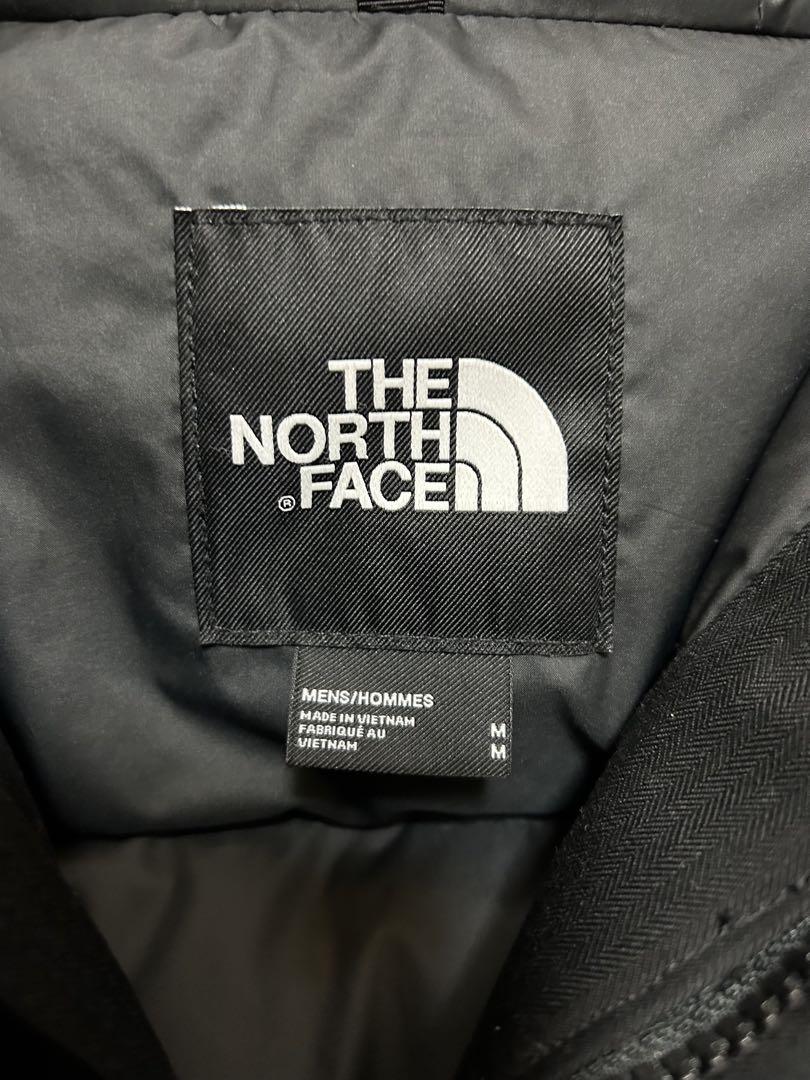 THE
NORTH
® FACE
MENS/HOMMES
MADE IN VIETNAM M
FABRIQUÉ AU
VIETNAM M